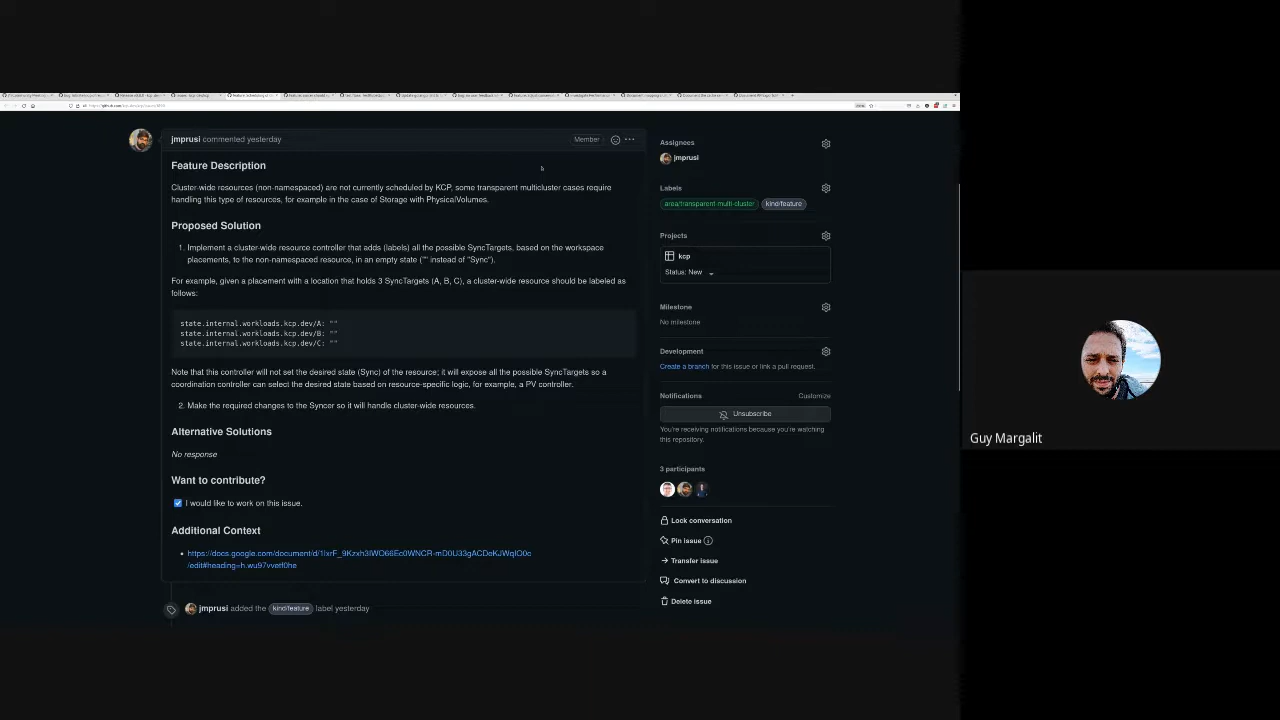 jmprusi commented yesterday
Member
Feature Description
Cluster-wide resources (non-namespaced) are not currently scheduled by KCP, some transparent multicluster cases require
handling this type of resources, for example in the case of Storage with PhysicalVolumes.
Proposed Solution
1. Implement a cluster-wide resource controller that adds (labels) all the possible SyncTargets, based on the workspace
placements, to the non-namespaced resource, in an empty state ("" instead of "Sync").
For example, given a placement with a location that holds 3 SyncTargets (A, B, C), a cluster-wide resource should be labeled as
follows:
state.internal.workloads.kcp.dev/A: ""
state.internal.workloads.kcp.dev/B: ""
state.internal.workloads.kcp.dev/C: ""
Note that this controller will not set the desired state (Sync) of the resource; it will expose all the possible SyncTargets so a
coordination controller can select the desired state based on resource-specific logic, for example, a PV controller.
2. Make the required changes to the Syncer so it will handle cluster-wide resources.
Alternative Solutions
No response
Want to contribute?
I would like to work on this issue.
Additional Context
/edit#heading=h.wu97vvetf0he
jmprusi added the kind/feature label yesterday
Assignees
jmprusi
Labels
area/transparent-multi-cluster kind/feature
Projects
kcp
Status: New
Milestone
No milestone
Development
Create a branch for this issue or link a pull request.
Notifications
Customize
Unsubscribe
You're receiving notifications because you're watching
this repository.
3 participants
Lock conversation
Pin issue
Transfer issue
Convert to discussion
Delete issue
Guy Margalit